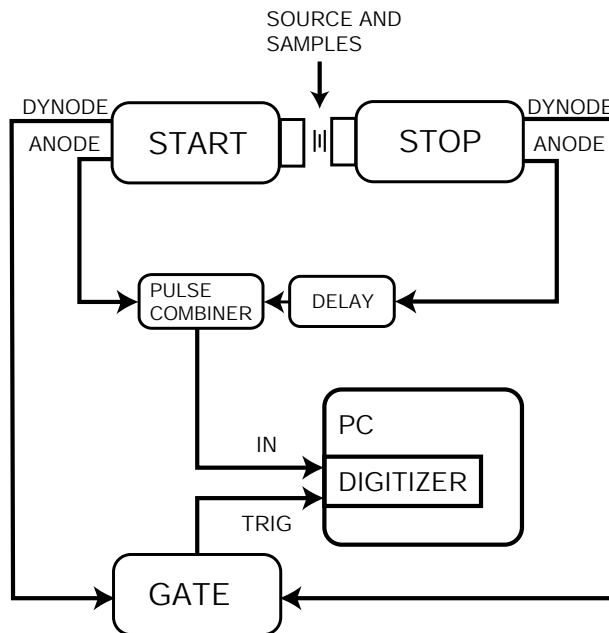 SOURCE AND
SAMPLES
DYNODE
DYNODE
START
STOP
ANODE
ANODE
PULSE
COMBINER
DELAY
PC
IN
DIGITIZER
TRIG
GATE